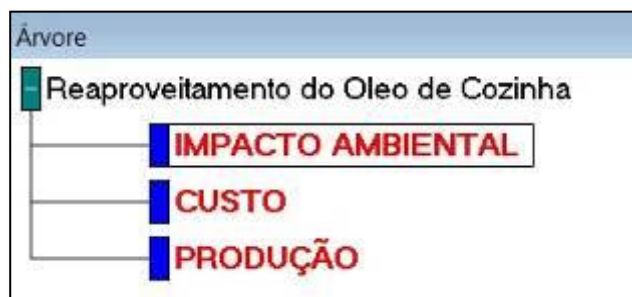 Árvore
Reaproveitamento do Oleo de Cozinha
IMPACTO AMBIENTAL
CUSTO
PRODUÇÃO